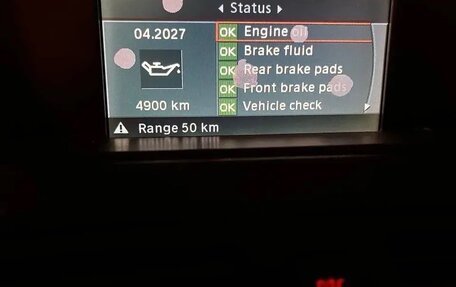 Status
04.2027
OK Engine oil
OK Brake fluid
OK Rear brake pads
OK Front brake pads
4900 km
OK Vehicle check
Range 50 km